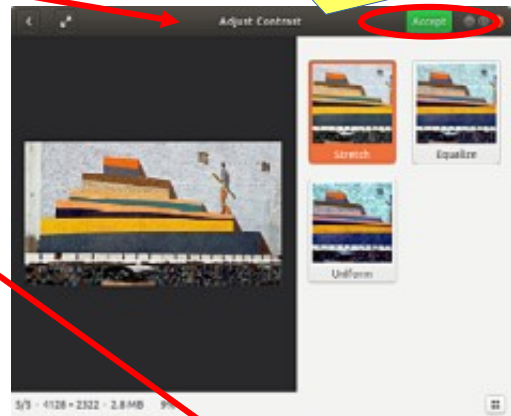 Adjust Contrast
Accept
Stretch
Equalize
Uniform
5/5 - 4128 × 2322 - 2.8 MB